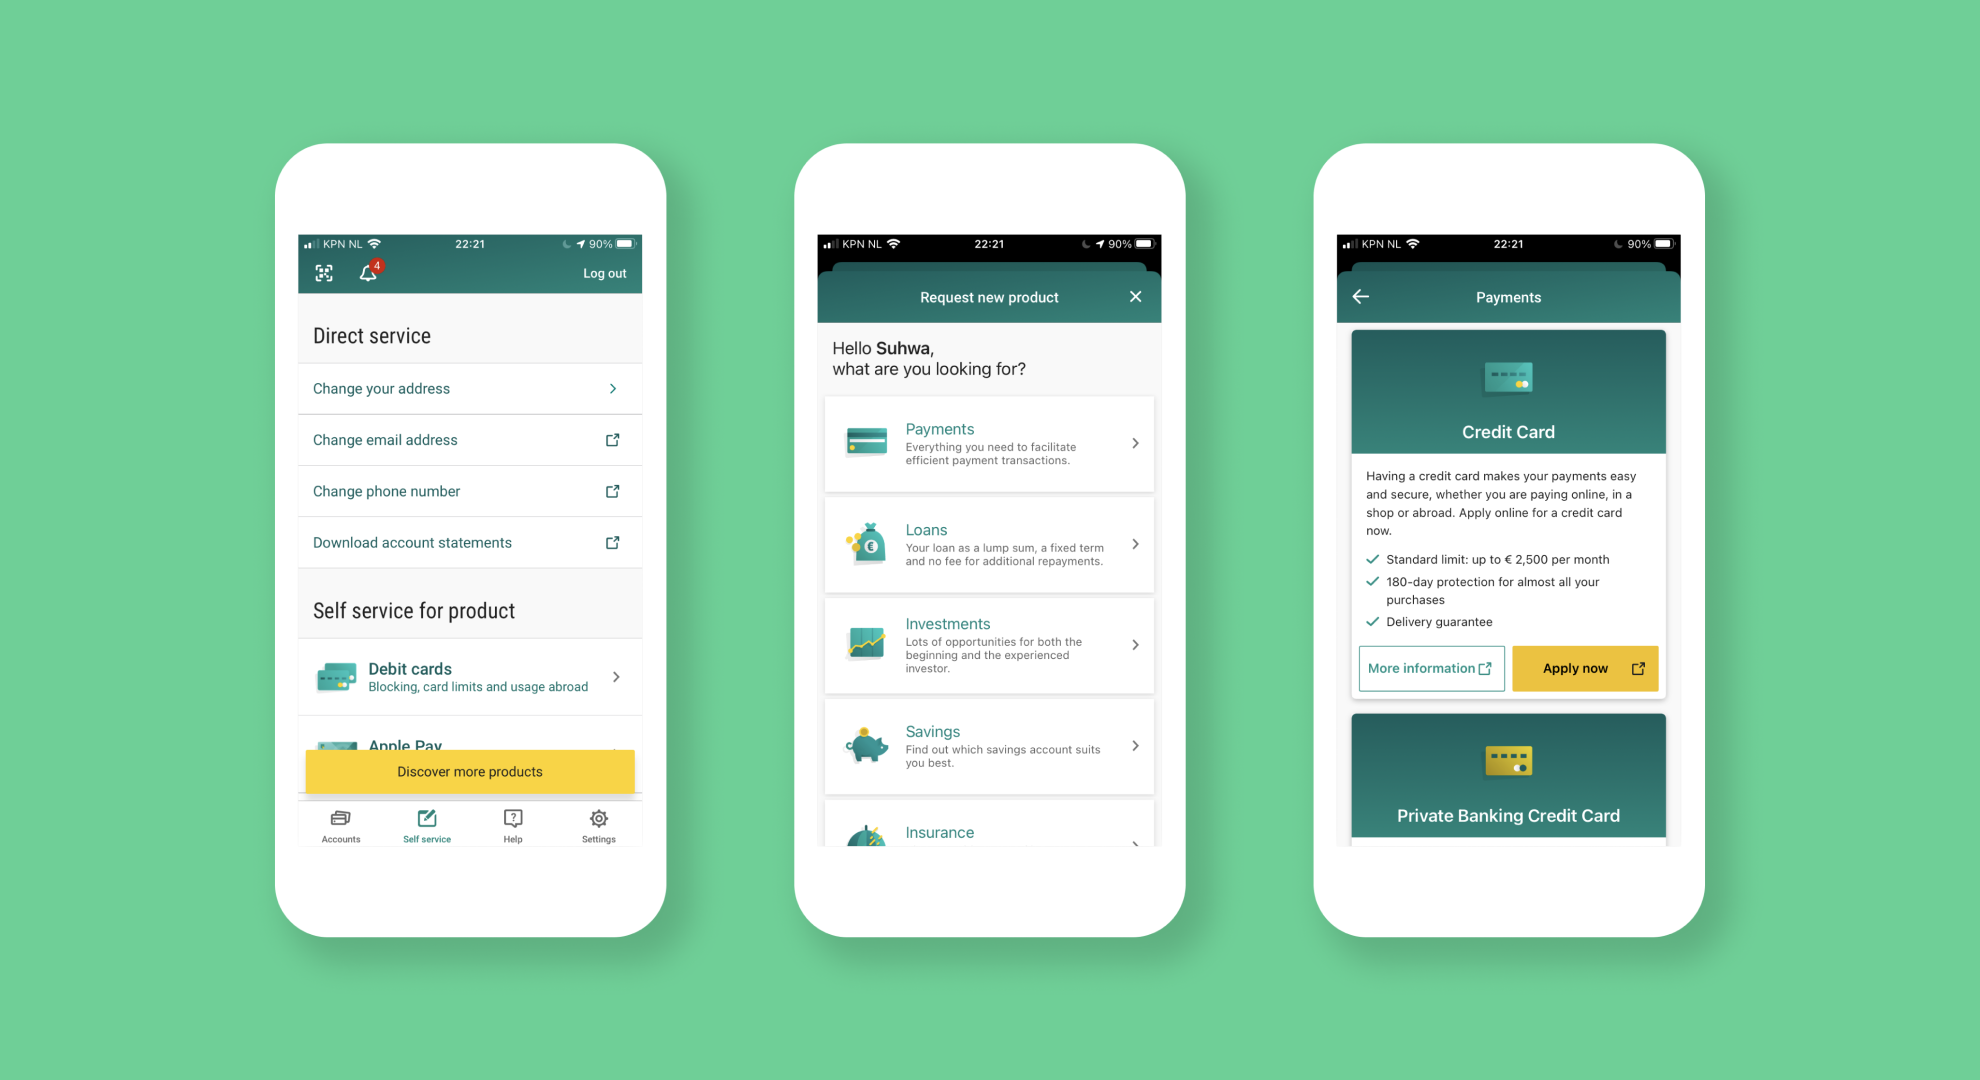 KPN NL 22:21 90%
4
Log out
Direct service
Change your address
Change email address
Change phone number
Download account statements
Self service for product
Debit cards
Blocking, card limits and usage abroad
Apple Pay
Discover more products
Accounts Self service Help Settings
KPN NL 22:21 90%
Request new product
Hello Suhwa,
what are you looking for?
Payments
Everything you need to facilitate
efficient payment transactions.
Loans
Your loan as a lump sum, a fixed term
and no fee for additional repayments.
Investments
Lots of opportunities for both the
beginning and the experienced
investor.
Savings
Find out which savings account suits
you best.
Insurance
KPN NL 22:21 90%
Payments
Credit Card
Having a credit card makes your payments easy
and secure, whether you are paying online, in a
shop or abroad. Apply online for a credit card
now.
Standard limit: up to € 2,500 per month
180-day protection for almost all your
purchases
Delivery guarantee
More information Apply now
Private Banking Credit Card